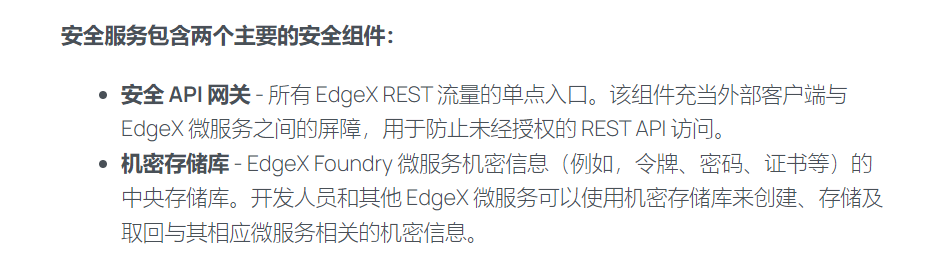 安全服务包含两个主要的安全组件：
• 安全 API 网关 - 所有 EdgeX REST 流量的单点入口。该组件充当外部客户端与
EdgeX 微服务之间的屏障，用于防止未经授权的 REST API 访问。
• 机密存储库 - EdgeX Foundry 微服务机密信息（例如，令牌、密码、证书等）的
中央存储库。开发人员和其他 EdgeX 微服务可以使用机密存储库来创建、存储及
取回与其相应微服务相关的机密信息。